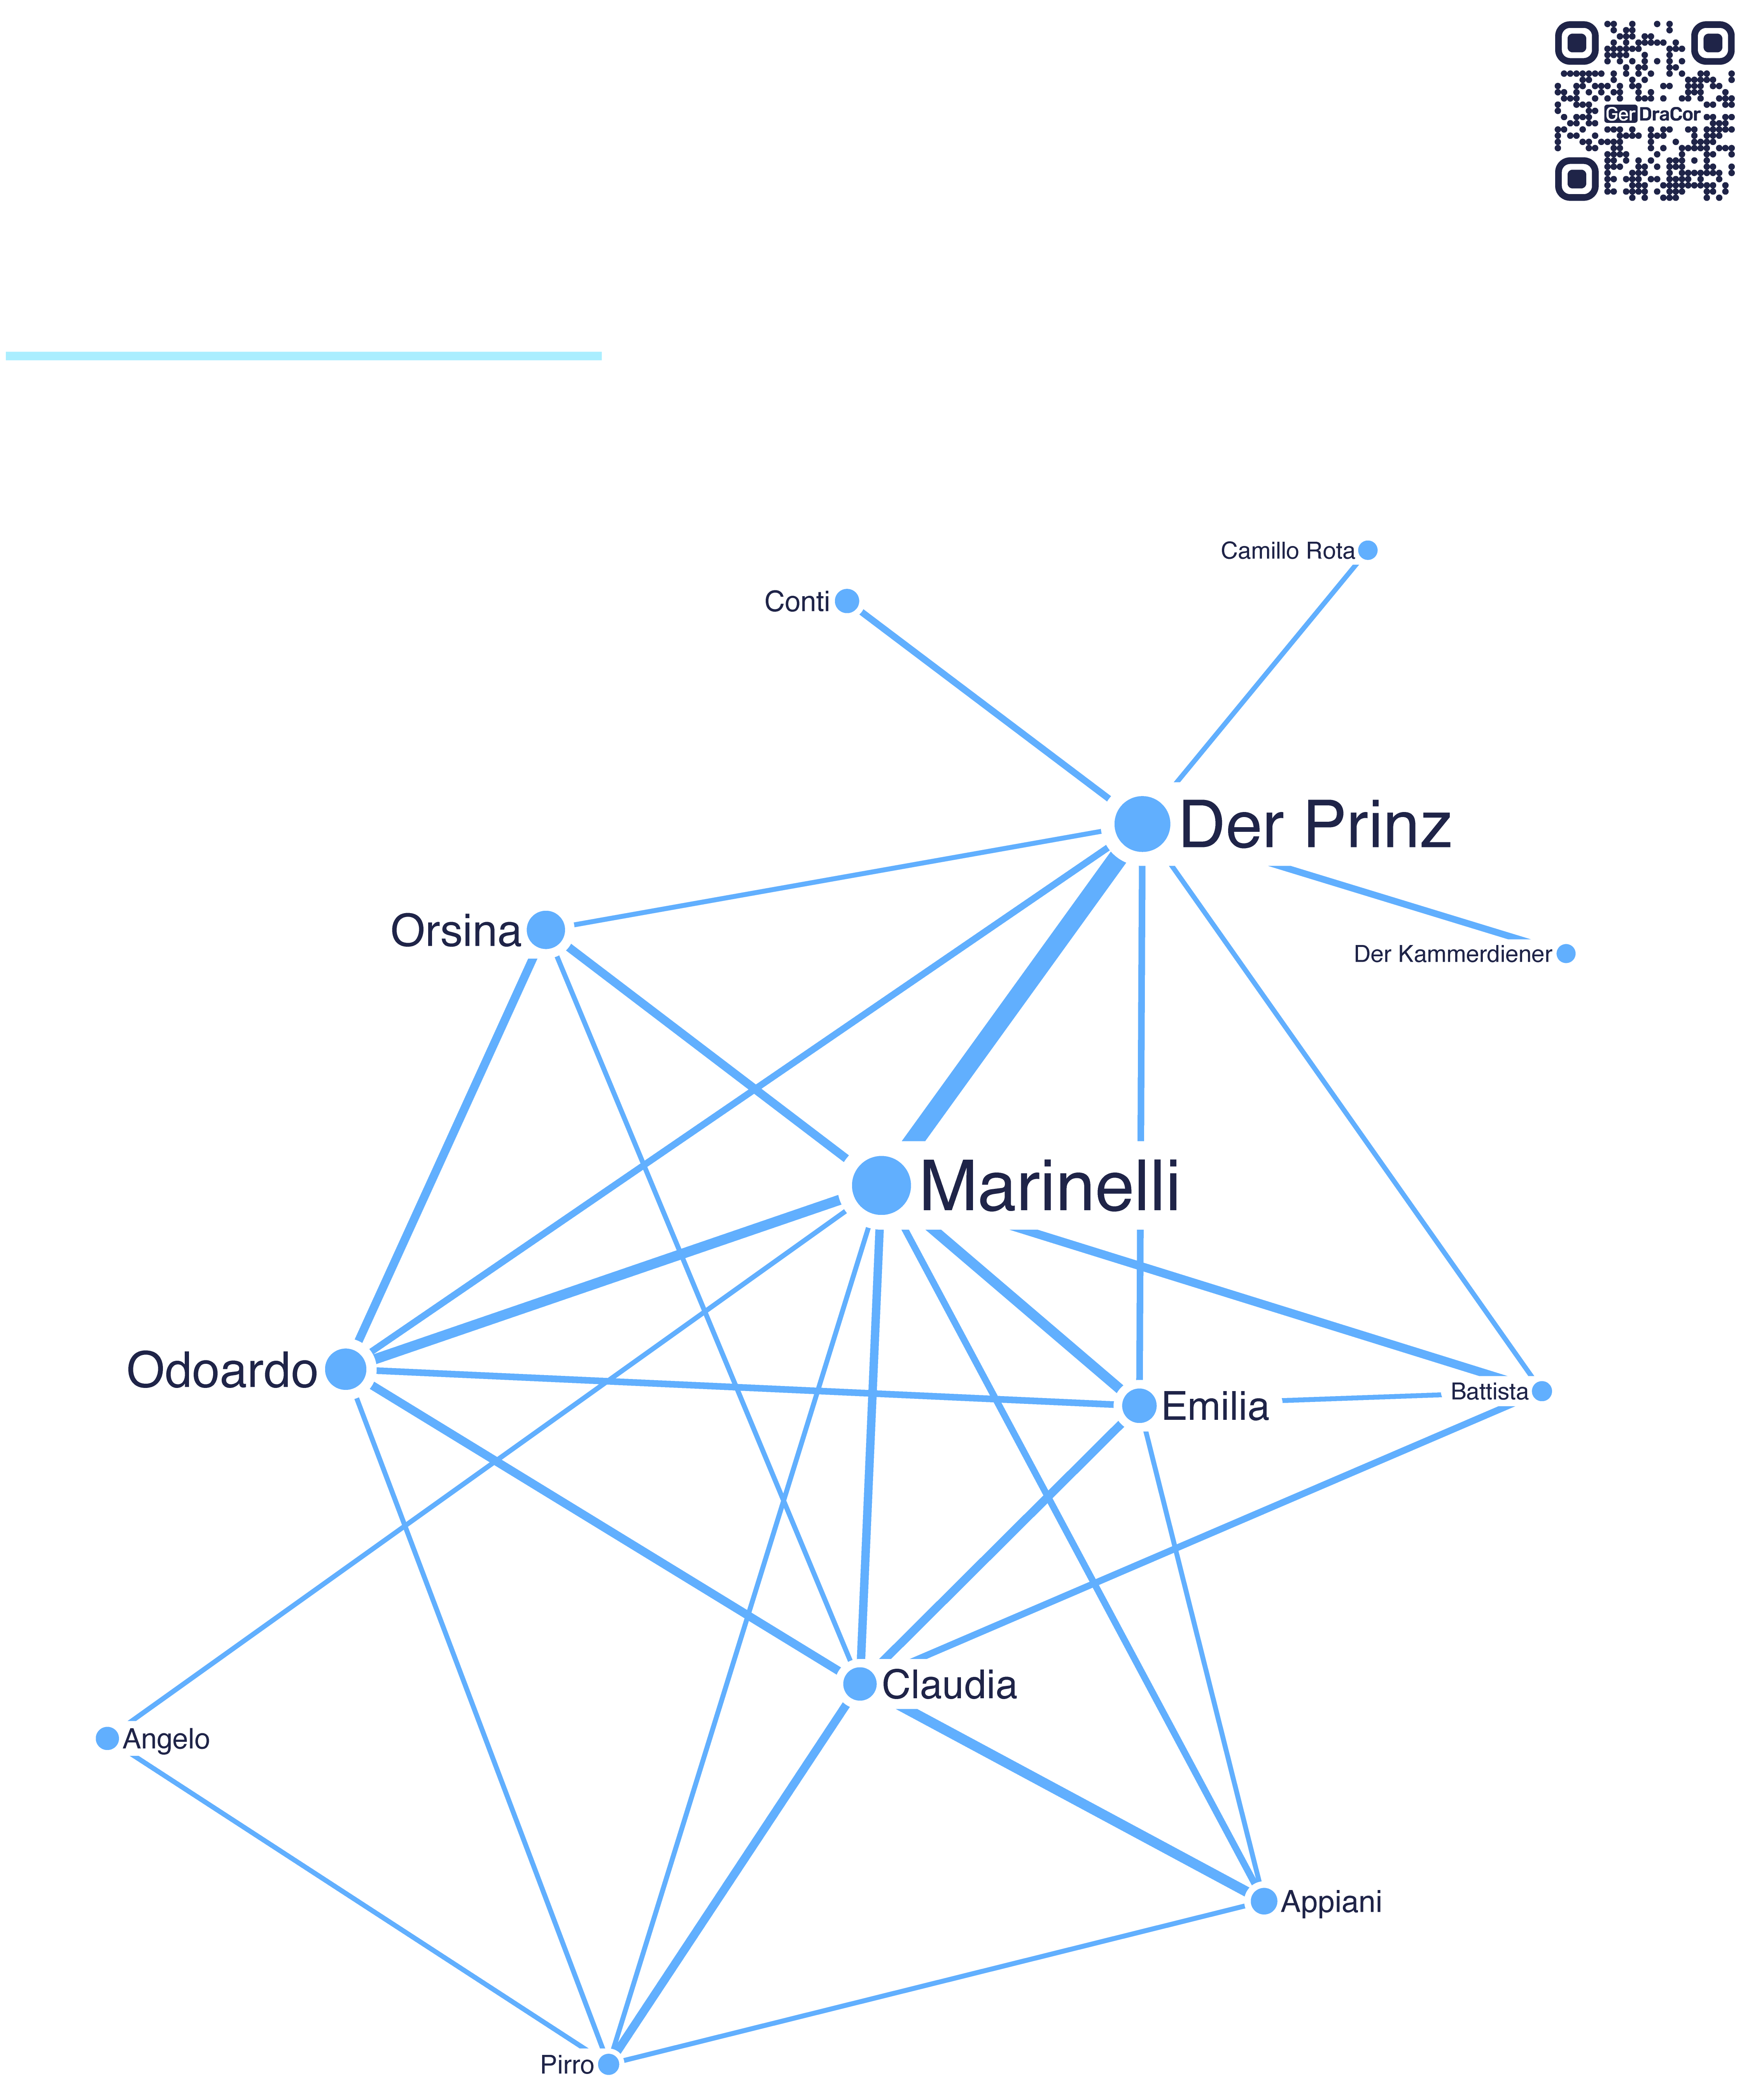 GerDraCor
Camillo Rota
Conti
Der Prinz
Orsina
Der Kammerdiener
Marinelli
Odoardo
Battista
Emilia
Claudia
Angelo
Appiani
Pirro